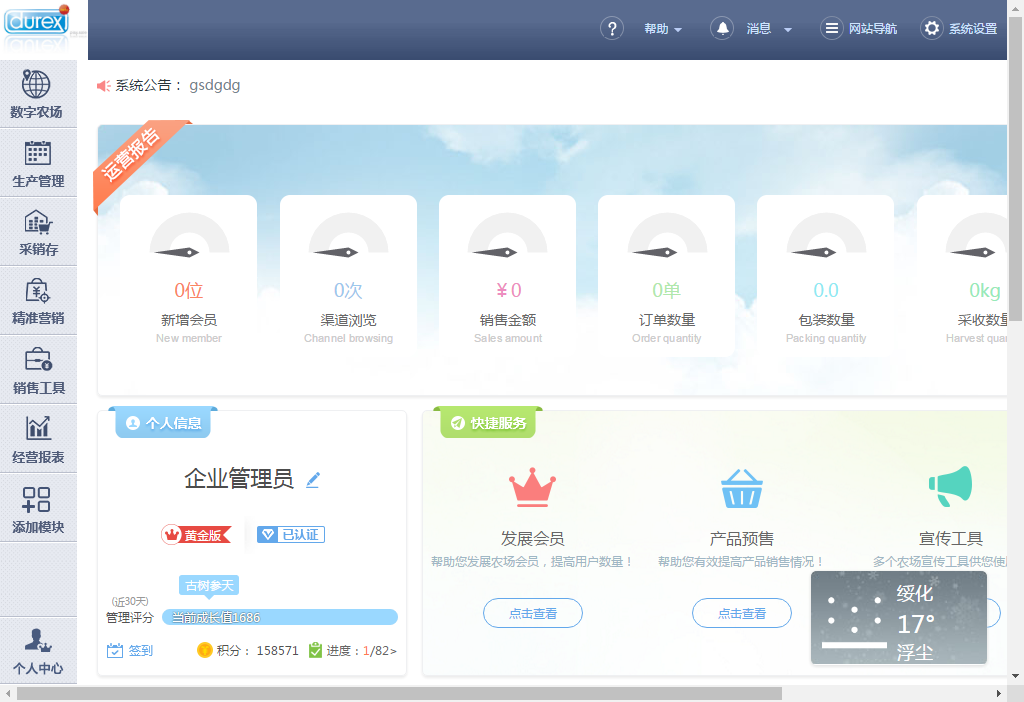 durex
帮助
消息
网站导航
系统设置
数字农场
生产管理
采销存
精准营销
销售工具
经营报表
添加模块
个人中心
系统公告： gsdgdg
运营报告
0位
新增会员
New member
0次
渠道浏览
Channel browsing
¥ 0
销售金额
Sales amount
0单
订单数量
Order quantity
0.0
包装数量
Packing quantity
0kg
采收数量
Harvest quan
个人信息
企业管理员
黄金版
已认证
古树参天
(近30天)
管理评分
当前成长值1686
签到
积分： 158571
进度：1/82>
快捷服务
发展会员
帮助您发展农场会员，提高用户数量！
点击查看
产品预售
帮助您有效提高产品销售情况！
点击查看
宣传工具
多个农场宣传工具供您使
绥化
17°
浮尘